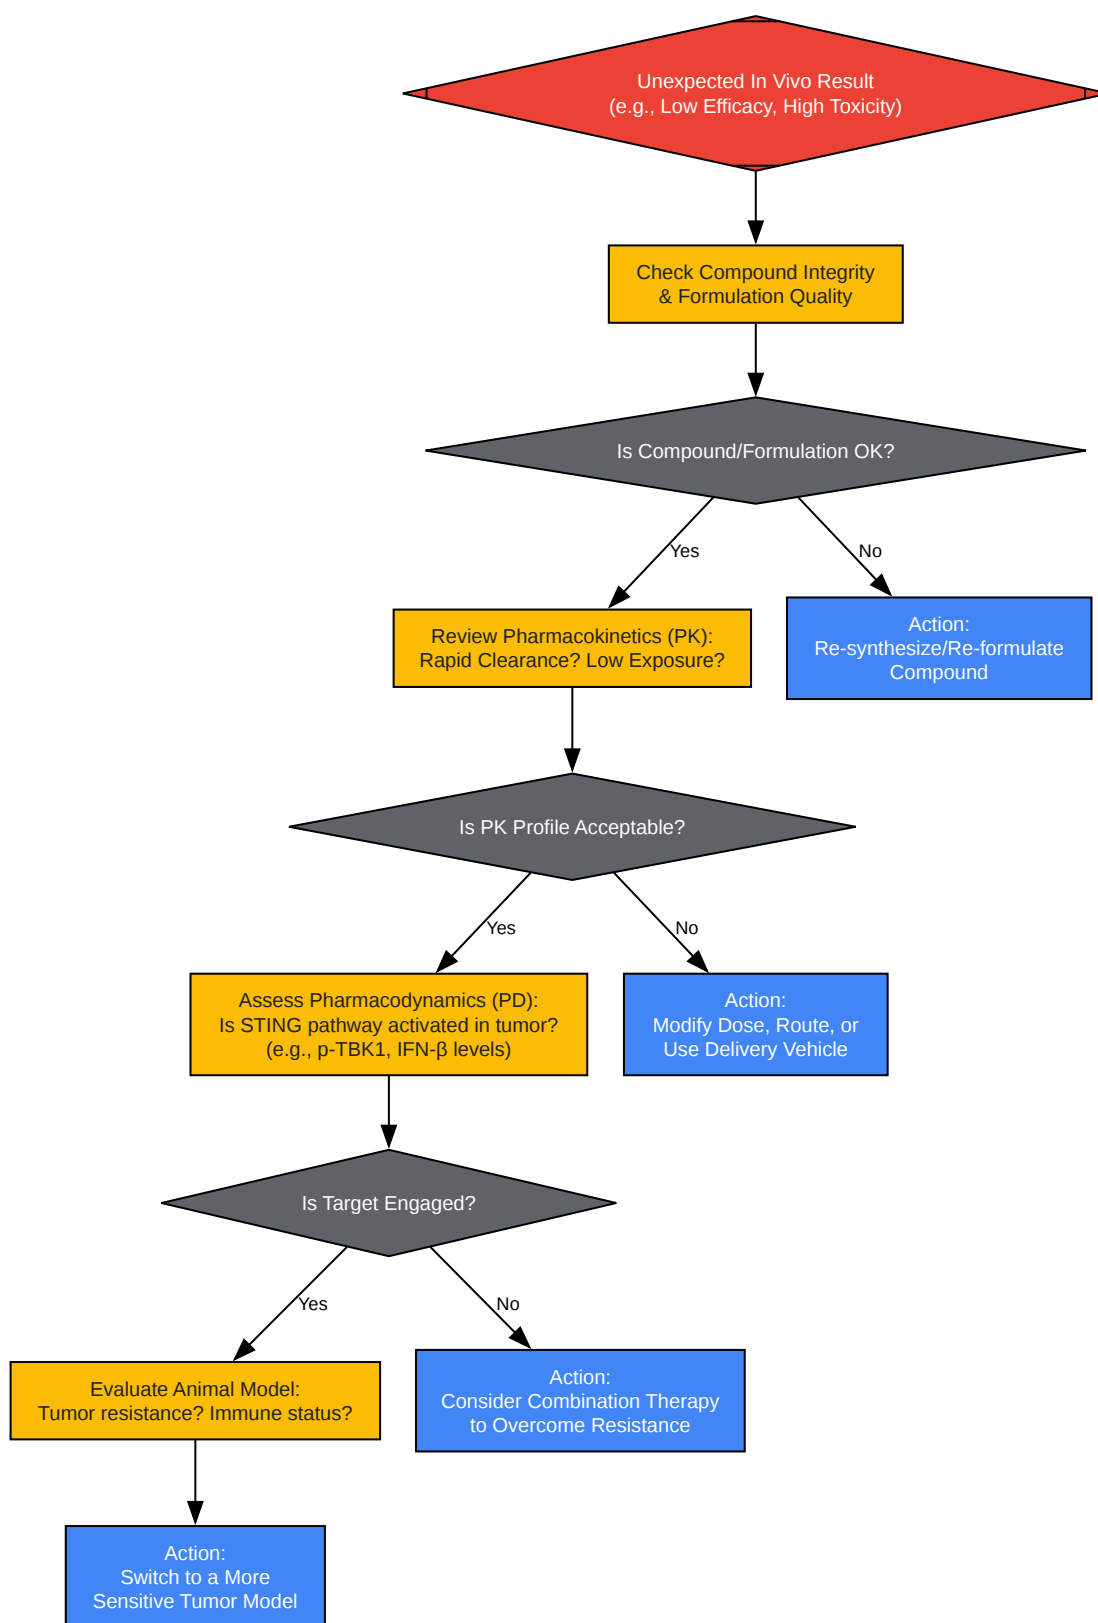 Unexpected In Vivo Result
(e.g., Low Efficacy, High Toxicity)
Check Compound Integrity
& Formulation Quality
Is Compound/Formulation OK?
Yes
No
Review Pharmacokinetics (PK):
Rapid Clearance? Low Exposure?
Action:
Re-synthesize/Re-formulate
Compound
Is PK Profile Acceptable?
Yes
No
Assess Pharmacodynamics (PD):
Is STING pathway activated in tumor?
(e.g., p-TBK1, IFN-β levels)
Action:
Modify Dose, Route, or
Use Delivery Vehicle
Is Target Engaged?
Yes
No
Evaluate Animal Model:
Tumor resistance? Immune status?
Action:
Consider Combination Therapy
to Overcome Resistance
Action:
Switch to a More
Sensitive Tumor Model